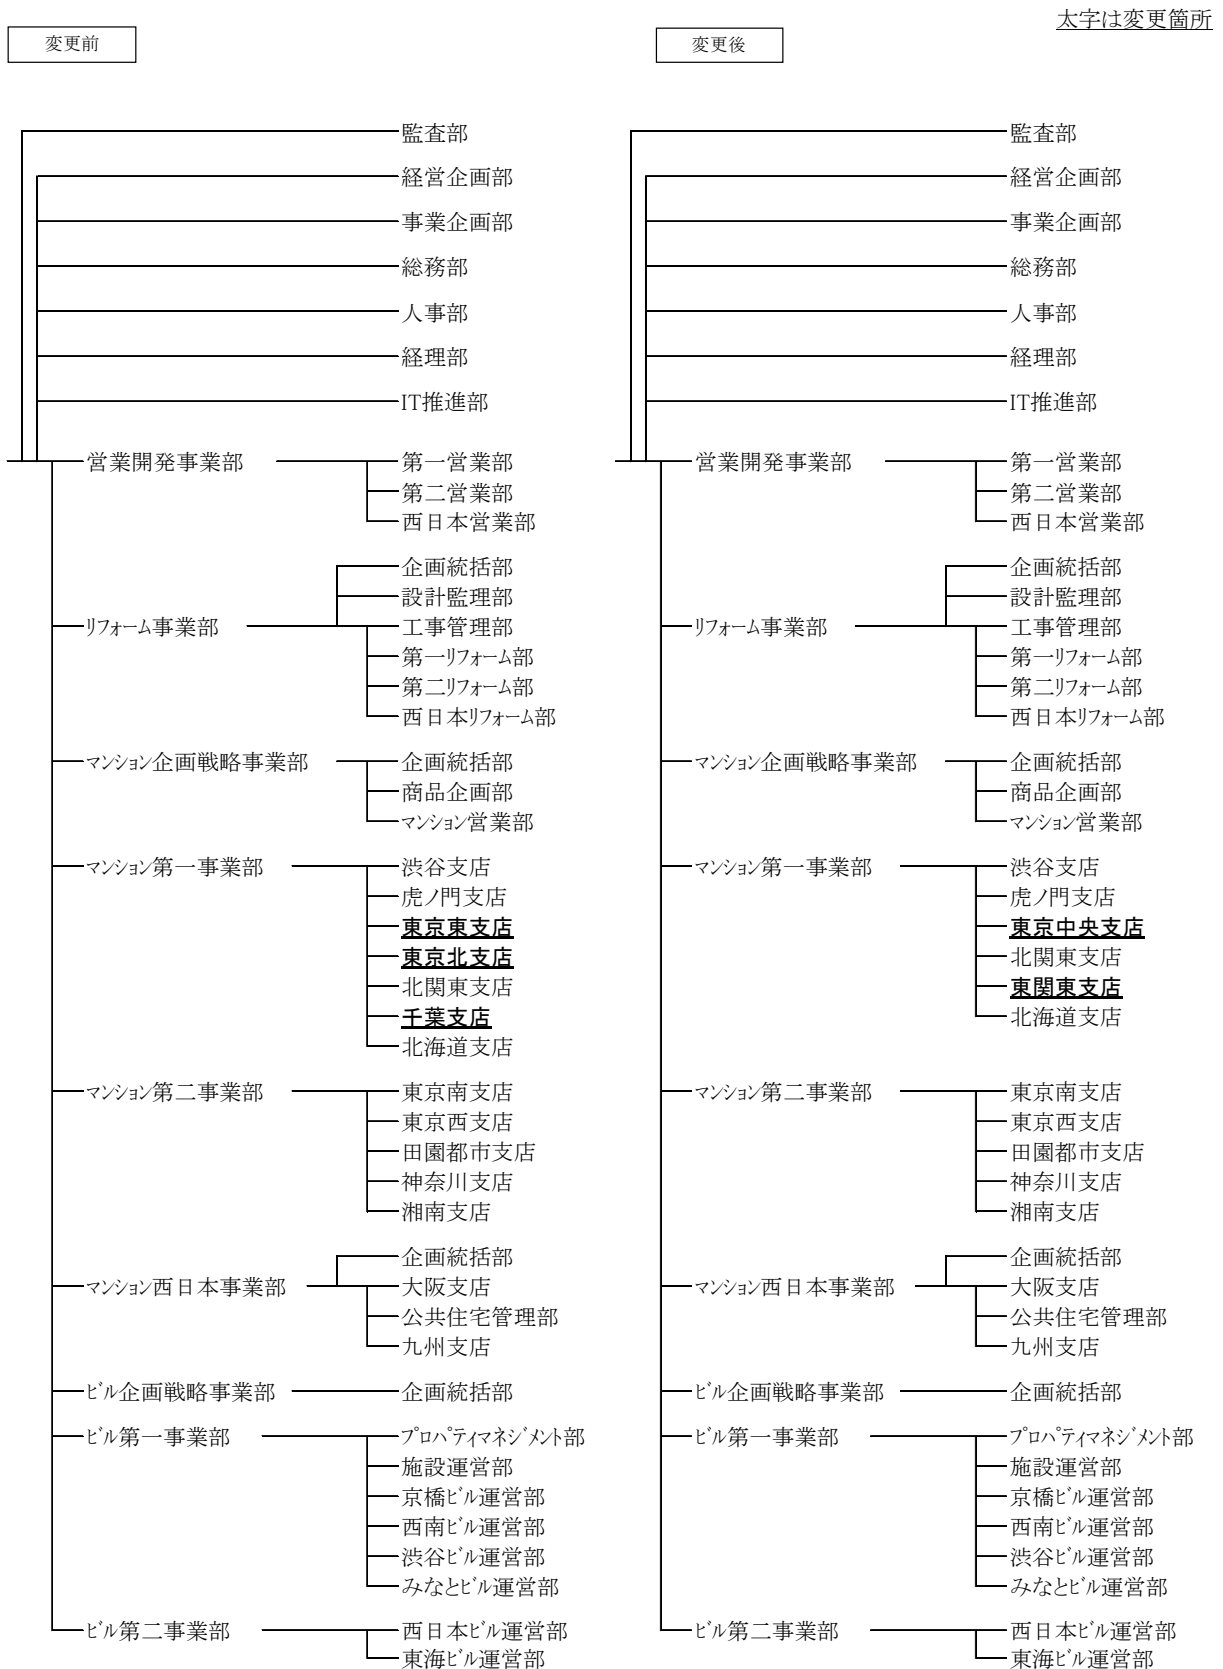 太字は変更箇所
変更前
監査部
経営企画部
事業企画部
総務部
人事部
経理部
IT推進部
営業開発事業部
第一営業部
第二営業部
西日本営業部
リフォーム事業部
企画統括部
設計監理部
工事管理部
第一リフォーム部
第二リフォーム部
西日本リフォーム部
マンション企画戦略事業部
企画統括部
商品企画部
マンション営業部
マンション第一事業部
渋谷支店
虎ノ門支店
東京東支店
東京北支店
北関東支店
千葉支店
北海道支店
マンション第二事業部
東京南支店
東京西支店
田園都市支店
神奈川支店
湘南支店
マンション西日本事業部
企画統括部
大阪支店
公共住宅管理部
九州支店
ビル企画戦略事業部
企画統括部
ビル第一事業部
プロパティマネジメント部
施設運営部
京橋ビル運営部
西南ビル運営部
渋谷ビル運営部
みなとビル運営部
ビル第二事業部
西日本ビル運営部
東海ビル運営部
変更後
監査部
経営企画部
事業企画部
総務部
人事部
経理部
IT推進部
営業開発事業部
第一営業部
第二営業部
西日本営業部
リフォーム事業部
企画統括部
設計監理部
工事管理部
第一リフォーム部
第二リフォーム部
西日本リフォーム部
マンション企画戦略事業部
企画統括部
商品企画部
マンション営業部
マンション第一事業部
渋谷支店
虎ノ門支店
東京中央支店
北関東支店
東関東支店
北海道支店
マンション第二事業部
東京南支店
東京西支店
田園都市支店
神奈川支店
湘南支店
マンション西日本事業部
企画統括部
大阪支店
公共住宅管理部
九州支店
ビル企画戦略事業部
企画統括部
ビル第一事業部
プロパティマネジメント部
施設運営部
京橋ビル運営部
西南ビル運営部
渋谷ビル運営部
みなとビル運営部
ビル第二事業部
西日本ビル運営部
東海ビル運営部